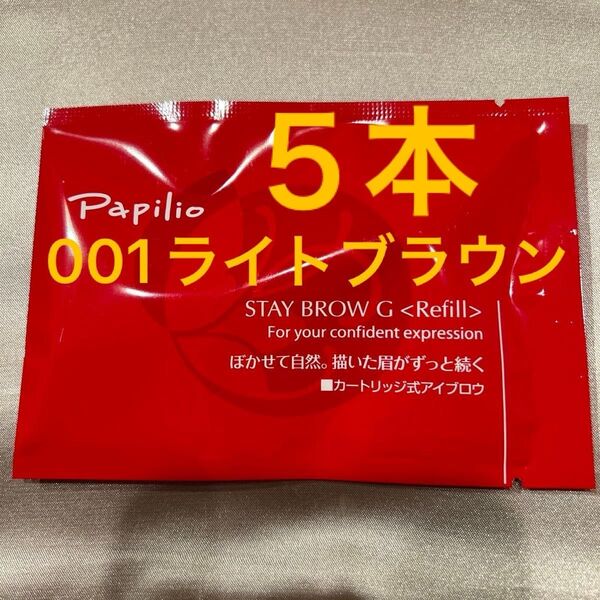 5本
Papilio
001ライトブラウン
STAY BROW G <Refill>
For your confident expression
ぼかせて自然。描いた眉がずっと続く
■カートリッジ式アイブロウ